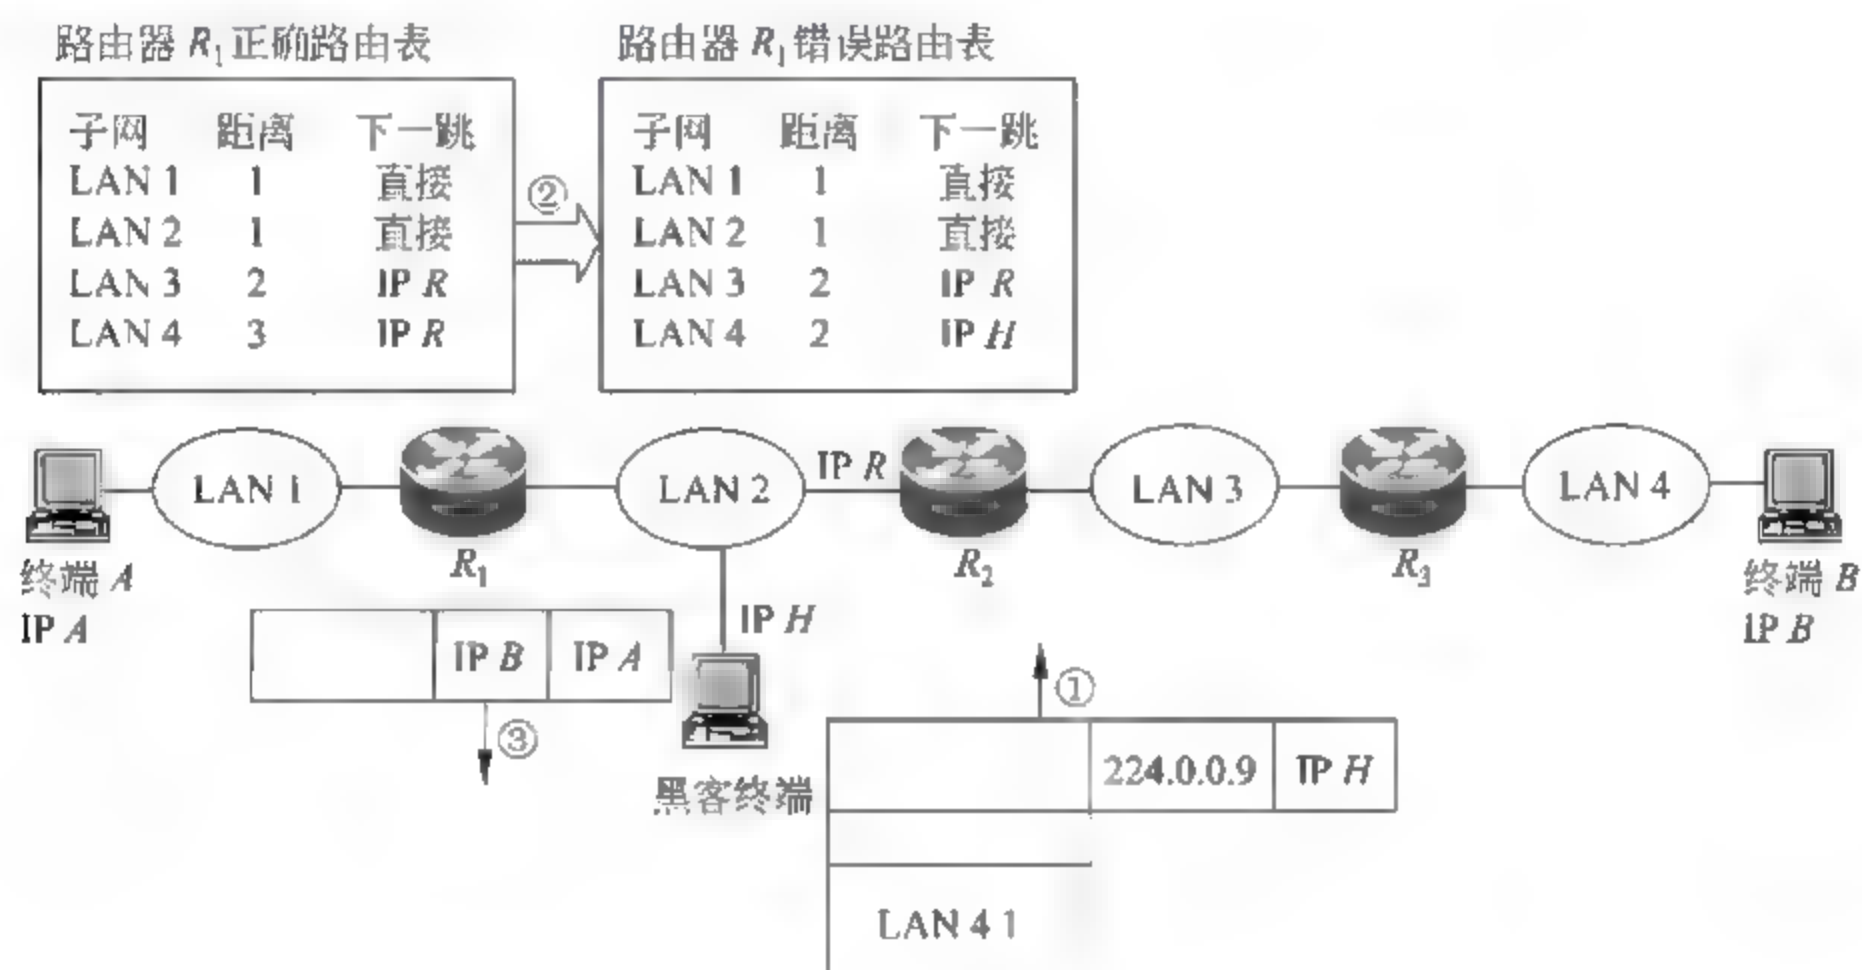 路由器 R₁ 正确路由表
子网 距离 下一跳
LAN 1 1 直接
LAN 2 1 直接
LAN 3 2 IP R
LAN 4 3 IP R
②
路由器 R₁ 错误路由表
子网 距离 下一跳
LAN 1 1 直接
LAN 2 1 直接
LAN 3 2 IP R
LAN 4 2 IP H
LAN 1
LAN 2
IP R
LAN 3
LAN 4
终端 A
IP A
R₁
R₂
R₃
终端 B
IP B
IP H
IP B IP A
③
黑客终端
①
224.0.0.9 IP H
LAN 4 1